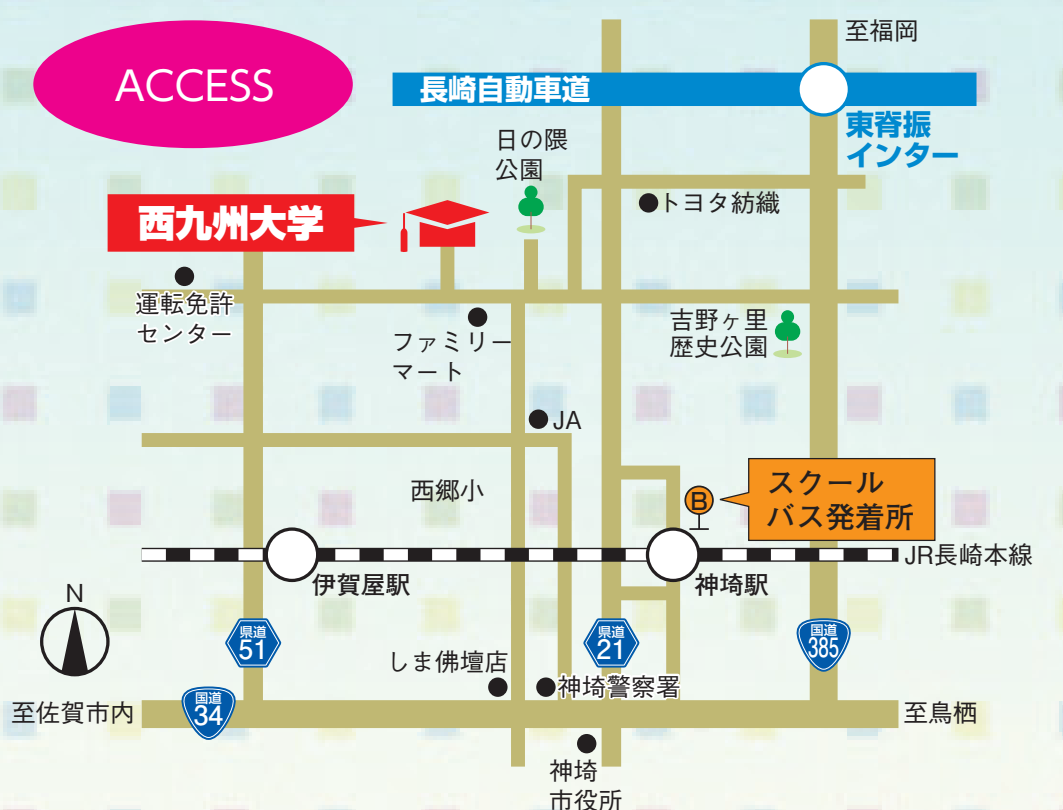 ACCESS
至福岡
長崎自動車道
東脊振
インター
日の隈
公園
トヨタ紡織
西九州大学
運転免許
センター
ファミリー
マート
吉野ヶ里
歴史公園
JA
西郷小
B
スクール
バス発着所
JR長崎本線
伊賀屋駅
神埼駅
N
県道
51
県道
21
国道
385
しま佛壇店
神埼警察署
国道
34
至佐賀市内
至鳥栖
神埼
市役所